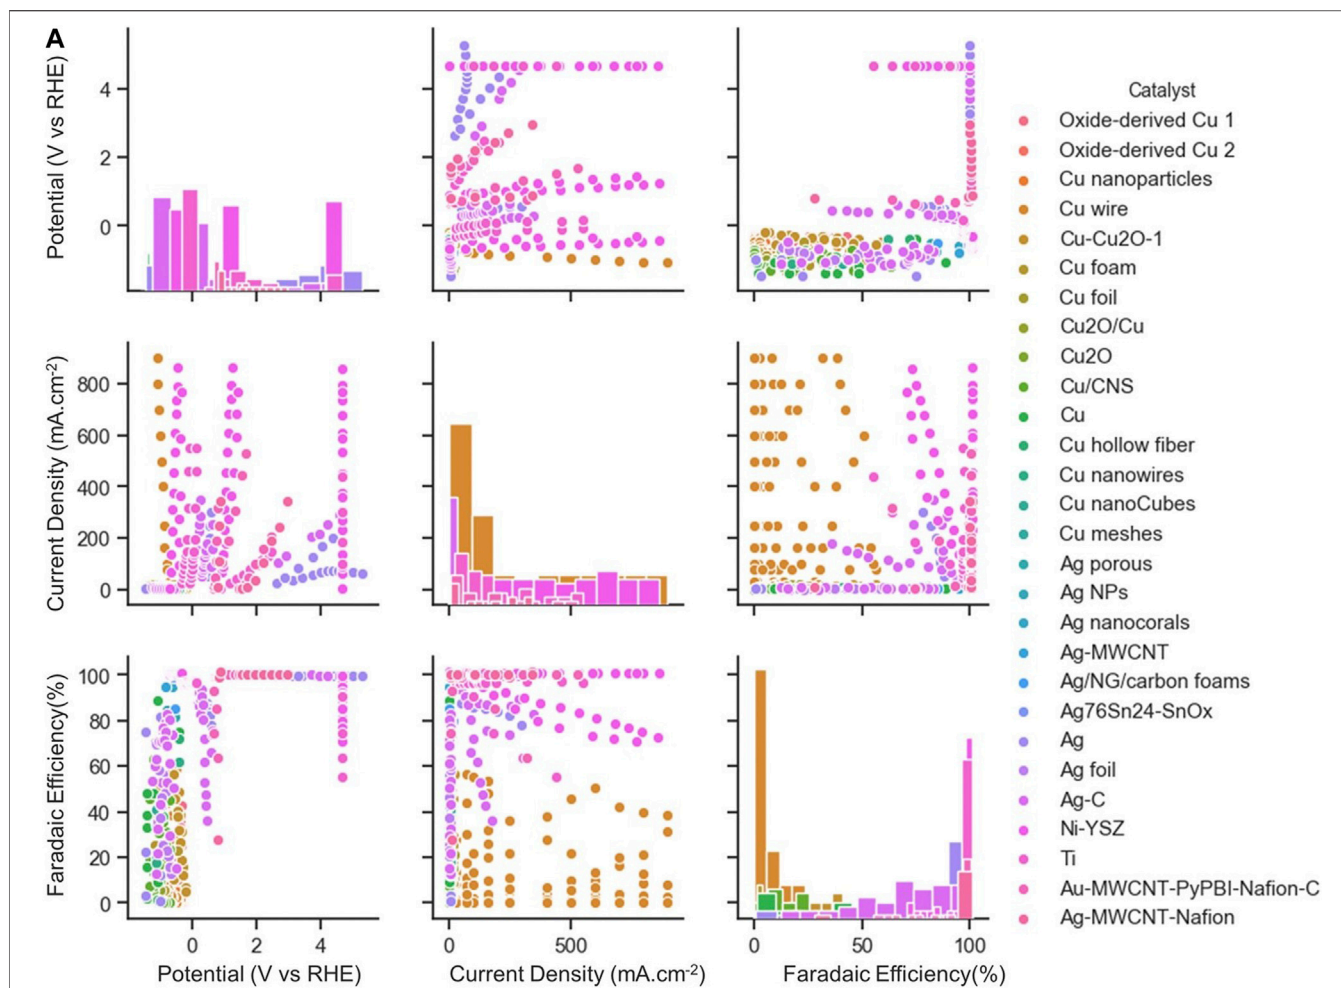 A
Potential (V vs RHE)
4
2
0
Current Density (mA.cm-2)
800
600
400
200
0
Faradaic Efficiency(%)
100
80
60
40
20
0
0 2 4
Potential (V vs RHE)
0 500
Current Density (mA.cm-2)
0 50 100
Faradaic Efficiency(%)
Catalyst
Oxide-derived Cu 1
Oxide-derived Cu 2
Cu nanoparticles
Cu wire
Cu-Cu2O-1
Cu foam
Cu foil
Cu2O/Cu
Cu2O
Cu/CNS
Cu
Cu hollow fiber
Cu nanowires
Cu nanoCubes
Cu meshes
Ag porous
Ag NPs
Ag nanocorals
Ag-MWCNT
Ag/NG/carbon foams
Ag76Sn24-SnOx
Ag
Ag foil
Ag-C
Ni-YSZ
Ti
Au-MWCNT-PyPBI-Nafion-C
Ag-MWCNT-Nafion